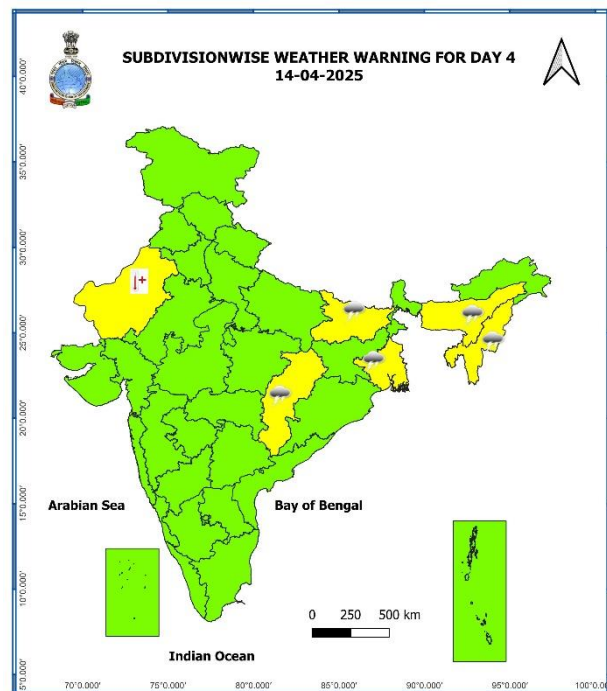 SUBDIVISIONWISE WEATHER WARNING FOR DAY 4
14-04-2025
40°0.000'
35°0.000'
30°0.000'
25°0.000'
20°0.000'
15°0.000'
10°0.000'
5°0.000'
Arabian Sea
Bay of Bengal
0 250 500 km
Indian Ocean
70°0.000' 75°0.000' 80°0.000' 85°0.000' 90°0.000' 95°0.000' 100°0.000